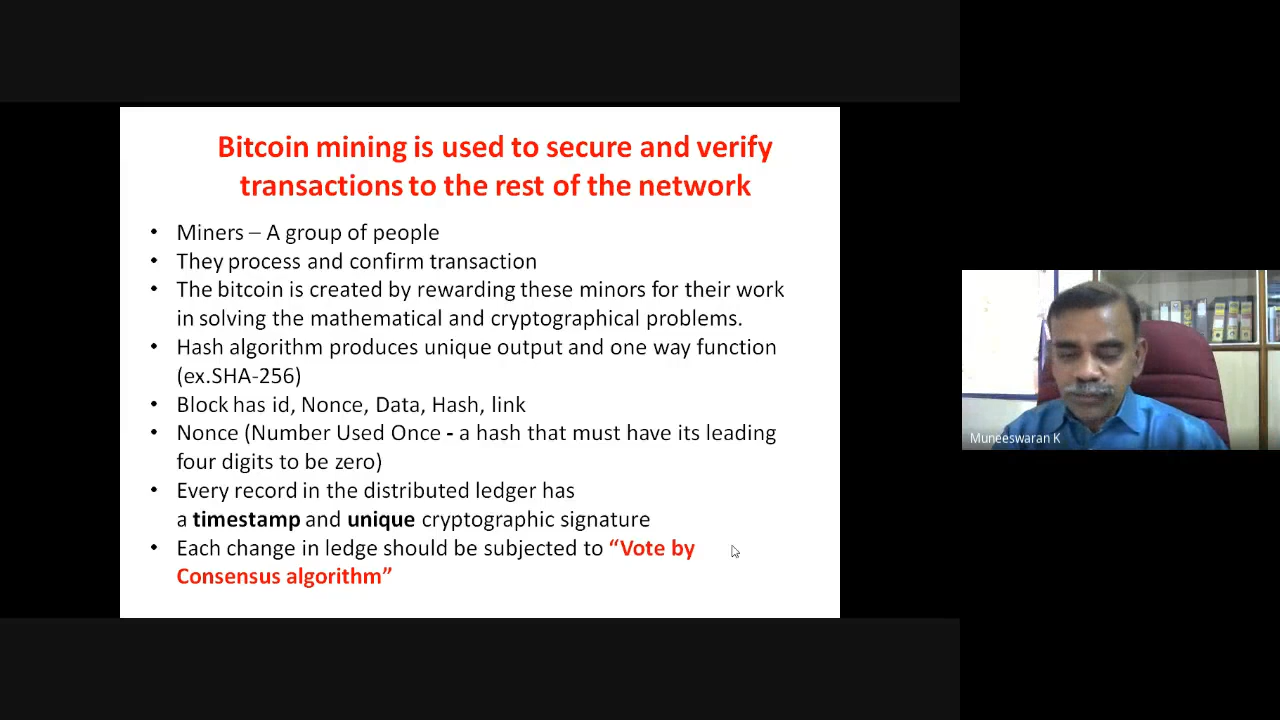 Bitcoin mining is used to secure and verify
transactions to the rest of the network
• Miners – A group of people
• They process and confirm transaction
• The bitcoin is created by rewarding these minors for their work
in solving the mathematical and cryptographical problems.
• Hash algorithm produces unique output and one way function
(ex.SHA-256)
• Block has id, Nonce, Data, Hash, link
• Nonce (Number Used Once - a hash that must have its leading
four digits to be zero)
• Every record in the distributed ledger has
a timestamp and unique cryptographic signature
• Each change in ledge should be subjected to “Vote by
Consensus algorithm”
Muneeswaran K